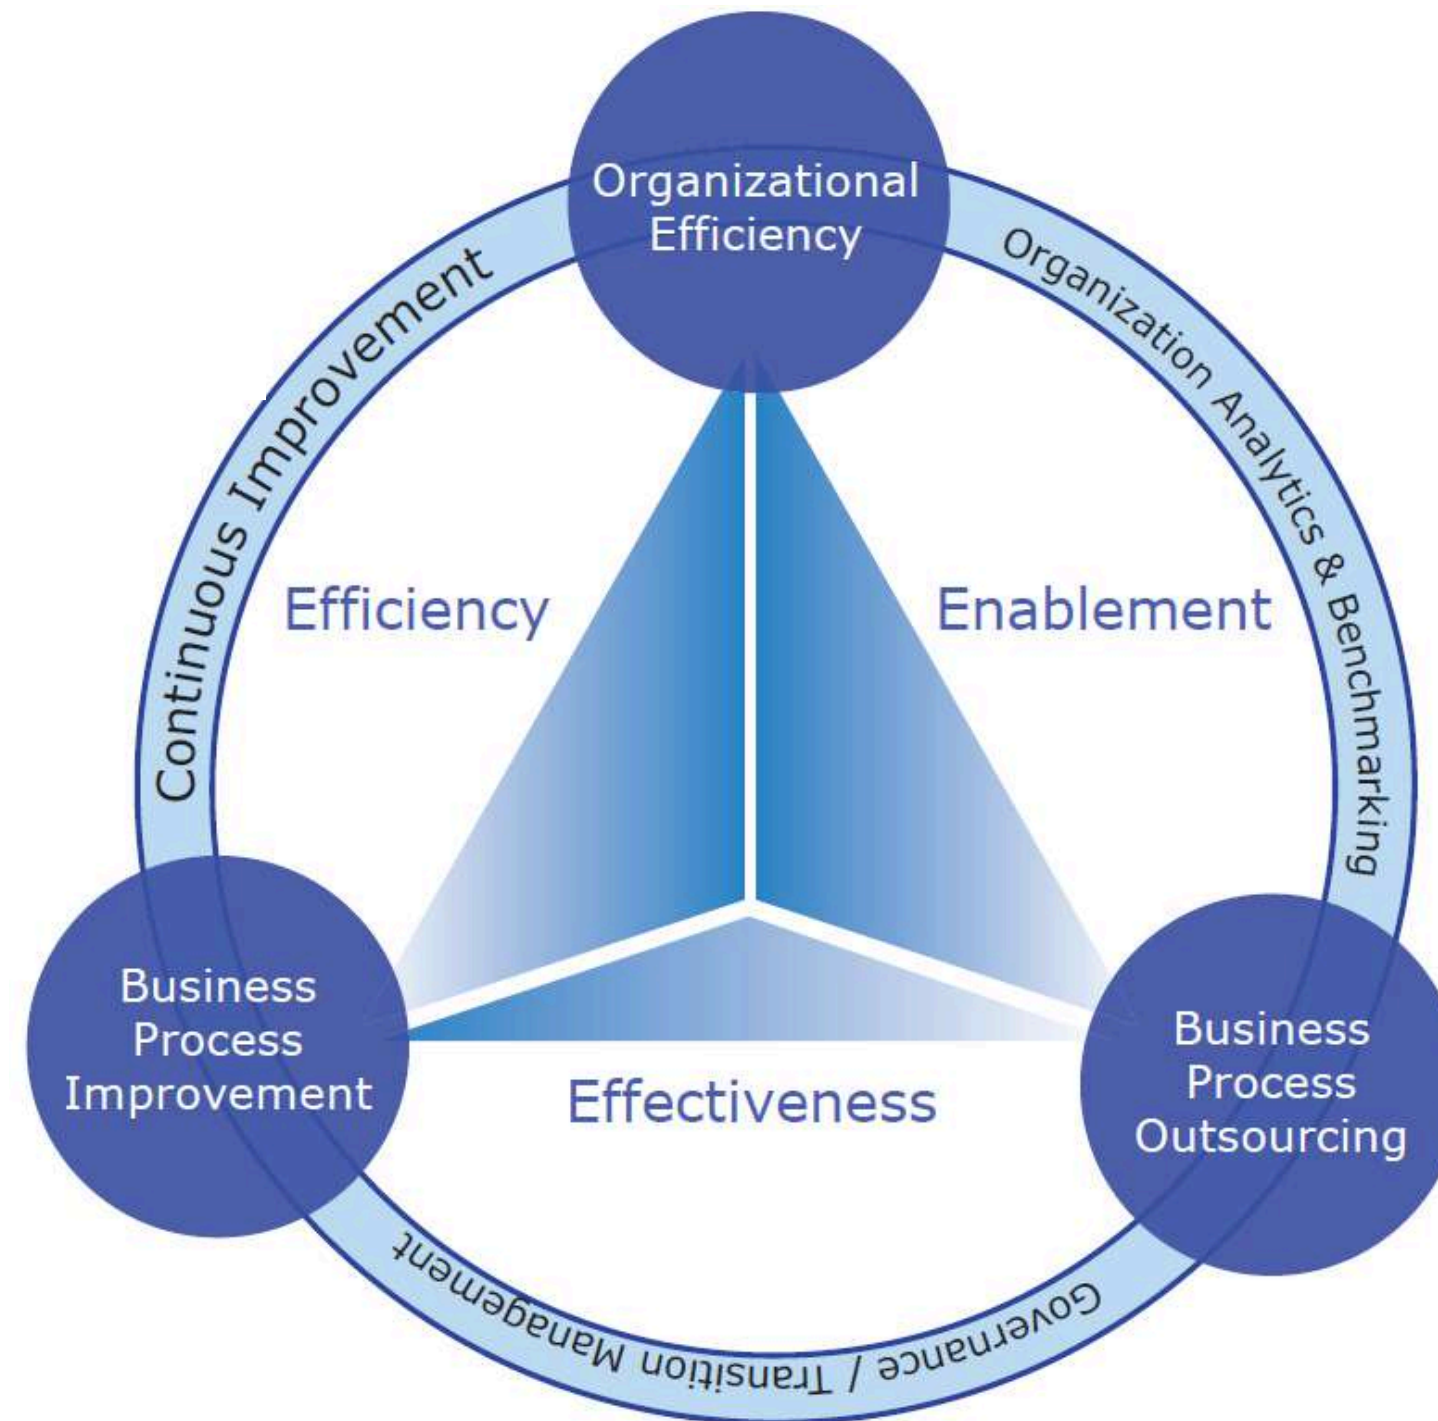 Organizational
Efficiency
Continuous Improvement
Organization Analytics & Benchmarking
Efficiency
Enablement
Business
Process
Improvement
Effectiveness
Business
Process
Outsourcing
Governance / Transition Management